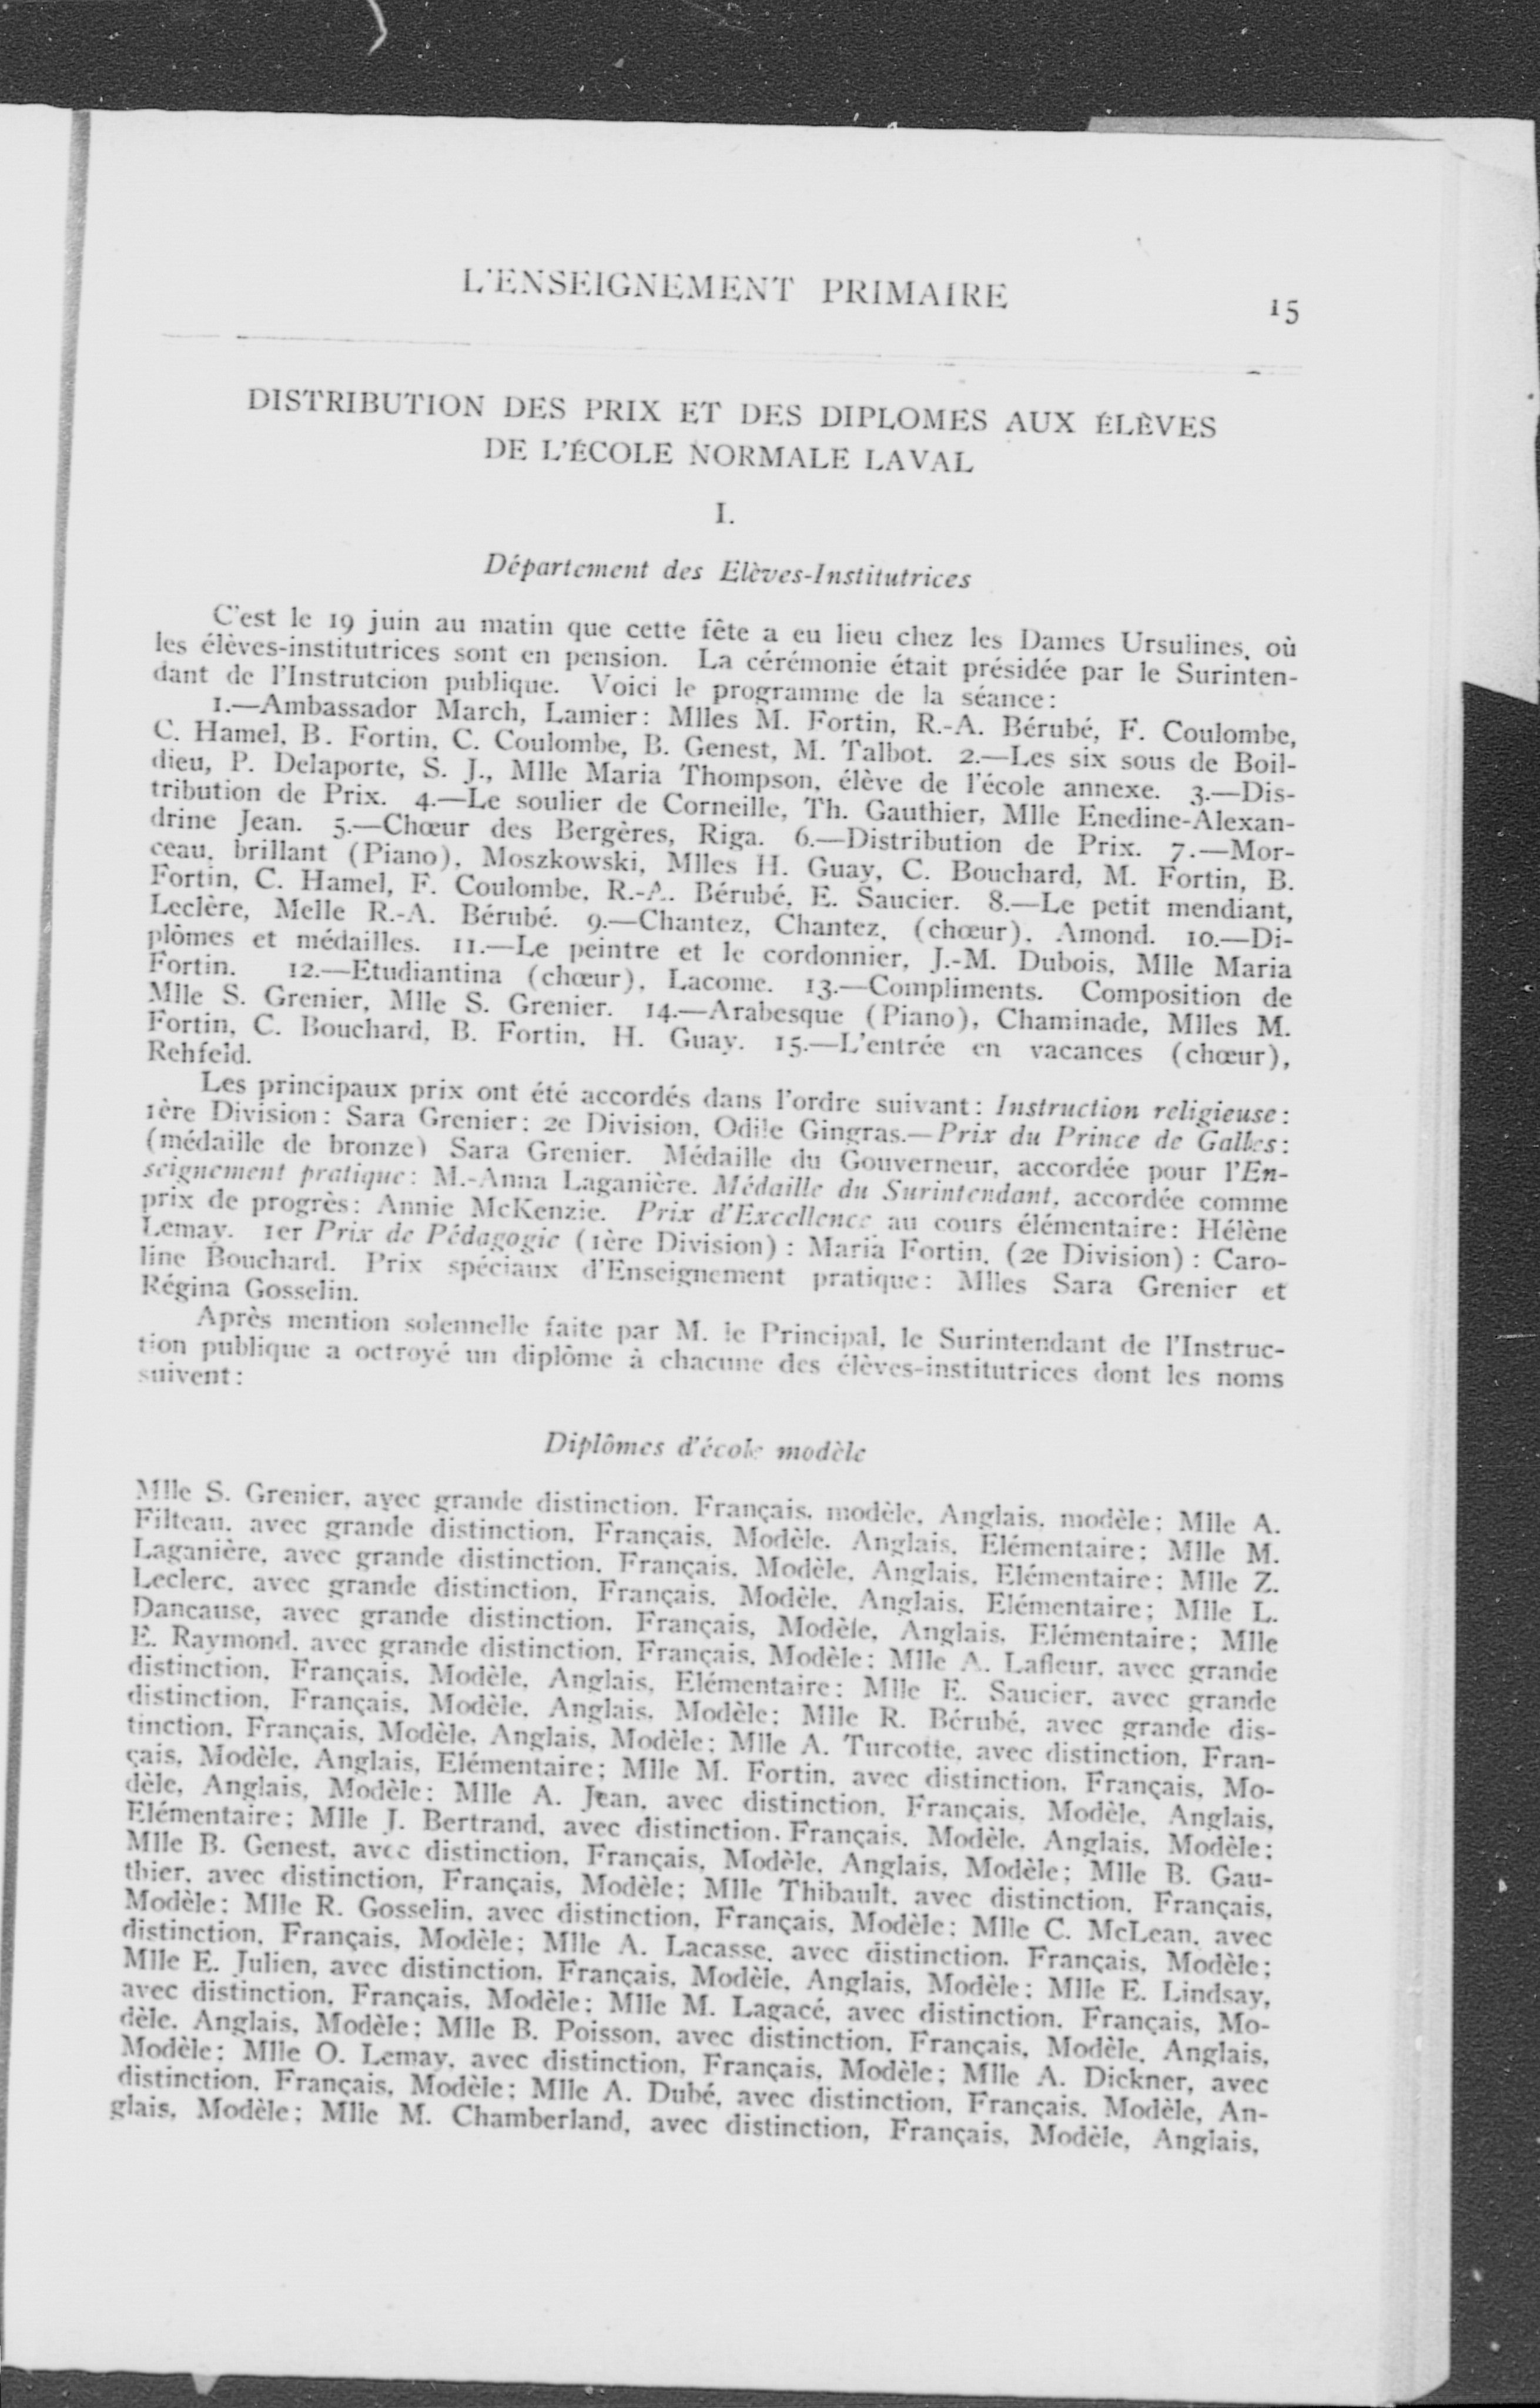 L'ENSEIGNEMENT PRIMAIRE
15
DISTRIBUTION DES PRIX ET DES DIPLOMES AUX ÉLÈVES
DE L'ÉCOLE NORMALE LAVAL
I.
Département des Elèves-Institutrices
C'est le 19 juin au matin que cette fête a eu lieu chez les Dames Ursulines, où
les élèves-institutrices sont en pension. La cérémonie était présidée par le Surinten-
dant de l'Instrutcion publique. Voici le programme de la séance:
1.—Ambassador March, Lamier: Mlles M. Fortin, R.-A. Bérubé, F. Coulombe,
C. Hamel, B. Fortin, C. Coulombe, B. Genest, M. Talbot. 2.—Les six sous de Boil-
dieu, P. Delaporte, S. J., Mlle Maria Thompson, élève de l'école annexe. 3.—Dis-
tribution de Prix. 4.—Le soulier de Corneille, Th. Gauthier, Mlle Enedine-Alexan-
drine Jean. 5.—Chœur des Bergères, Riga. 6.—Distribution de Prix. 7.—Mor-
ceau, brillant (Piano), Moszkowski, Mlles H. Guay, C. Bouchard, M. Fortin, B.
Fortin, C. Hamel, F. Coulombe, R.-A. Bérubé, E. Saucier. 8.—Le petit mendiant,
Leclère, Melle R.-A. Bérubé. 9.—Chantez, Chantez, (chœur), Amond. 10.—Di-
plômes et médailles. 11.—Le peintre et le cordonnier, J.-M. Dubois, Mlle Maria
Fortin. 12.—Etudiantina (chœur), Lacome. 13.—Compliments. Composition de
Mlle S. Grenier, Mlle S. Grenier. 14.—Arabesque (Piano), Chaminade, Mlles M.
Fortin, C. Bouchard, B. Fortin, H. Guay. 15.—L'entrée en vacances (chœur),
Rehfeld.
Les principaux prix ont été accordés dans l'ordre suivant: Instruction religieuse:
1ère Division: Sara Grenier; 2e Division, Odile Gingras.—Prix du Prince de Galles:
(médaille de bronze) Sara Grenier. Médaille du Gouverneur, accordée pour l'En-
seignement pratique: M.-Anna Laganière. Médaille du Surintendant, accordée comme
prix de progrès: Annie McKenzie. Prix d'Excellence au cours élémentaire: Hélène
Lemay. 1er Prix de Pédagogie (1ère Division) : Maria Fortin, (2e Division) : Caro-
line Bouchard. Prix spéciaux d'Enseignement pratique: Mlles Sara Grenier et
Régina Gosselin.
Après mention solennelle faite par M. le Principal, le Surintendant de l'Instruc-
tion publique a octroyé un diplôme à chacune des élèves-institutrices dont les noms
suivent:
Diplômes d'école modèle
Mlle S. Grenier, avec grande distinction. Français, modèle, Anglais, modèle; Mlle A.
Filteau, avec grande distinction, Français, Modèle, Anglais, Elémentaire; Mlle M.
Laganière, avec grande distinction, Français, Modèle, Anglais, Elémentaire; Mlle Z.
Leclerc, avec grande distinction, Français, Modèle, Anglais, Elémentaire; Mlle L.
Dancause, avec grande distinction, Français, Modèle, Anglais, Elémentaire; Mlle
E. Raymond, avec grande distinction, Français, Modèle; Mlle A. Lafleur, avec grande
distinction, Français, Modèle, Anglais, Elémentaire; Mlle E. Saucier, avec grande
distinction, Français, Modèle, Anglais, Modèle; Mlle R. Bérubé, avec grande dis-
tinction, Français, Modèle, Anglais, Modèle; Mlle A. Turcotte, avec distinction, Fran-
çais, Modèle, Anglais, Elémentaire; Mlle M. Fortin, avec distinction, Français, Mo-
dèle, Anglais, Modèle; Mlle A. Jean, avec distinction, Français, Modèle, Anglais,
Elémentaire; Mlle J. Bertrand, avec distinction, Français, Modèle, Anglais, Modèle;
Mlle B. Genest, avec distinction, Français, Modèle, Anglais, Modèle; Mlle B. Gau-
thier, avec distinction, Français, Modèle; Mlle Thibault, avec distinction, Français,
Modèle; Mlle R. Gosselin, avec distinction, Français, Modèle; Mlle C. McLean, avec
distinction, Français, Modèle; Mlle A. Lacasse, avec distinction, Français, Modèle;
Mlle E. Julien, avec distinction, Français, Modèle, Anglais, Modèle; Mlle E. Lindsay,
avec distinction, Français, Modèle; Mlle M. Lagacé, avec distinction, Français, Mo-
dèle, Anglais, Modèle; Mlle B. Poisson, avec distinction, Français, Modèle, Anglais,
Modèle; Mlle O. Lemay, avec distinction, Français, Modèle; Mlle A. Dickner, avec
distinction, Français, Modèle; Mlle A. Dubé, avec distinction, Français, Modèle, An-
glais, Modèle; Mlle M. Chamberland, avec distinction, Français, Modèle, Anglais,